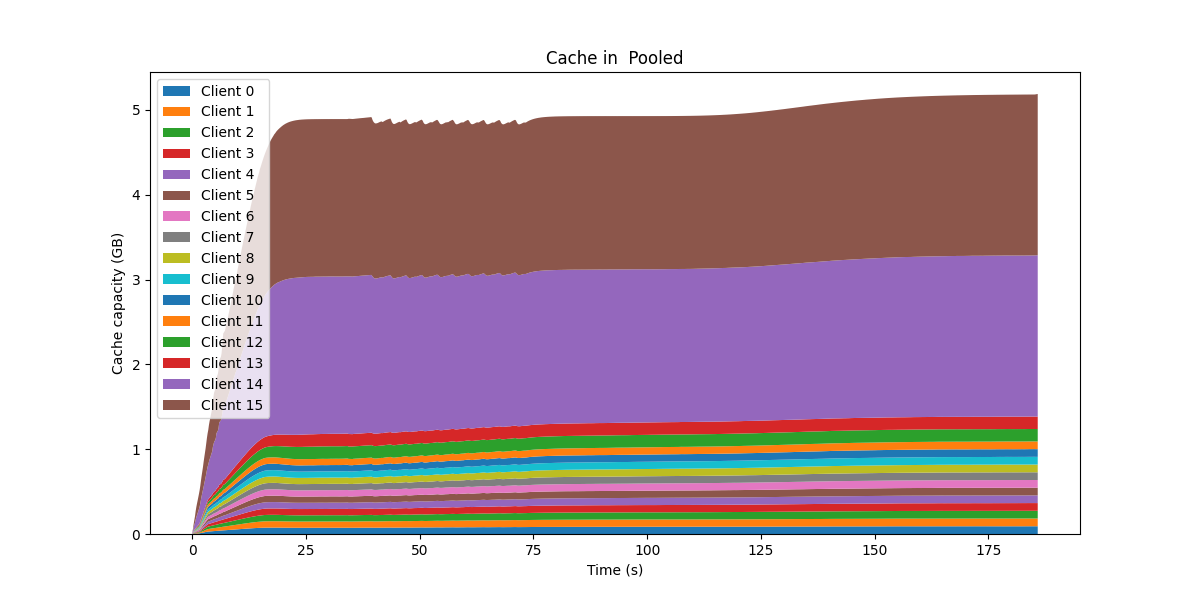 Cache in  Pooled
Client 0
Client 1
Client 2
Client 3
Client 4
Client 5
Client 6
Client 7
Client 8
Client 9
Client 10
Client 11
Client 12
Client 13
Client 14
Client 15
Cache capacity (GB)
5
4
3
2
1
0
0 25 50 75 100 125 150 175
Time (s)